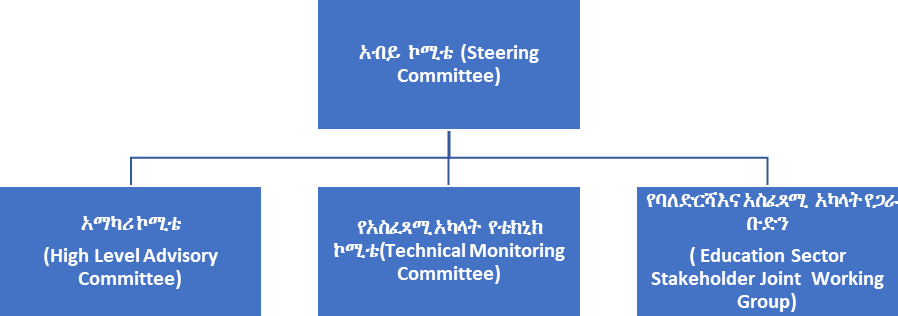 አብይ ኮሚቴ (Steering
Committee)
አማካሪ ኮሚቴ
(High Level Advisory
Committee)
የአስፈጻሚ አካላት የቴክኒክ
ኮሚቴ(Technical Monitoring
Committee)
የባለድርሻእና አስፈጻሚ አካላት የጋራ
ቡድን
( Education Sector
Stakeholder Joint Working
Group)